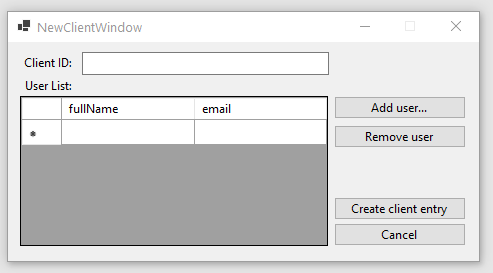 NewClientWindow
Client ID:
User List:
fullName email
*
Add user...
Remove user
Create client entry
Cancel